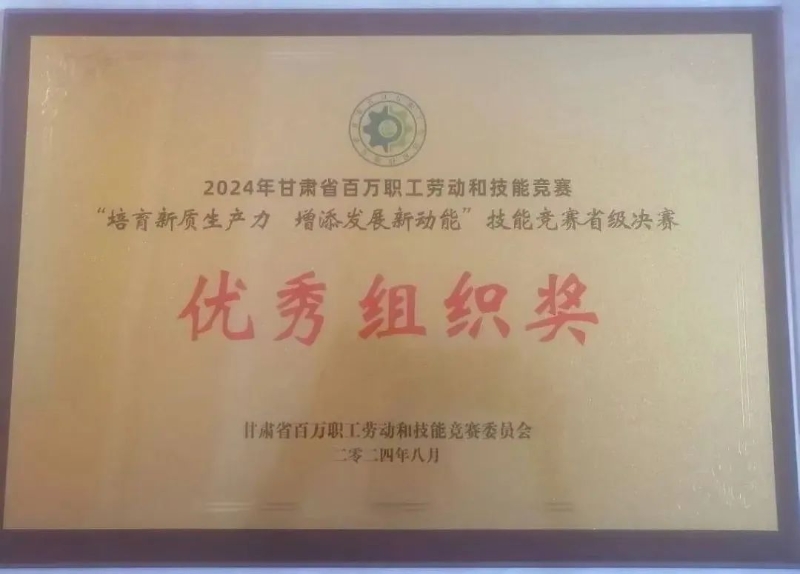 2024年甘肃省百万职工劳动和技能竞赛
“培育新质生产力 增添发展新动能”技能竞赛省级决赛
优秀组织奖
甘肃省百万职工劳动和技能竞赛委员会
二零二四年八月